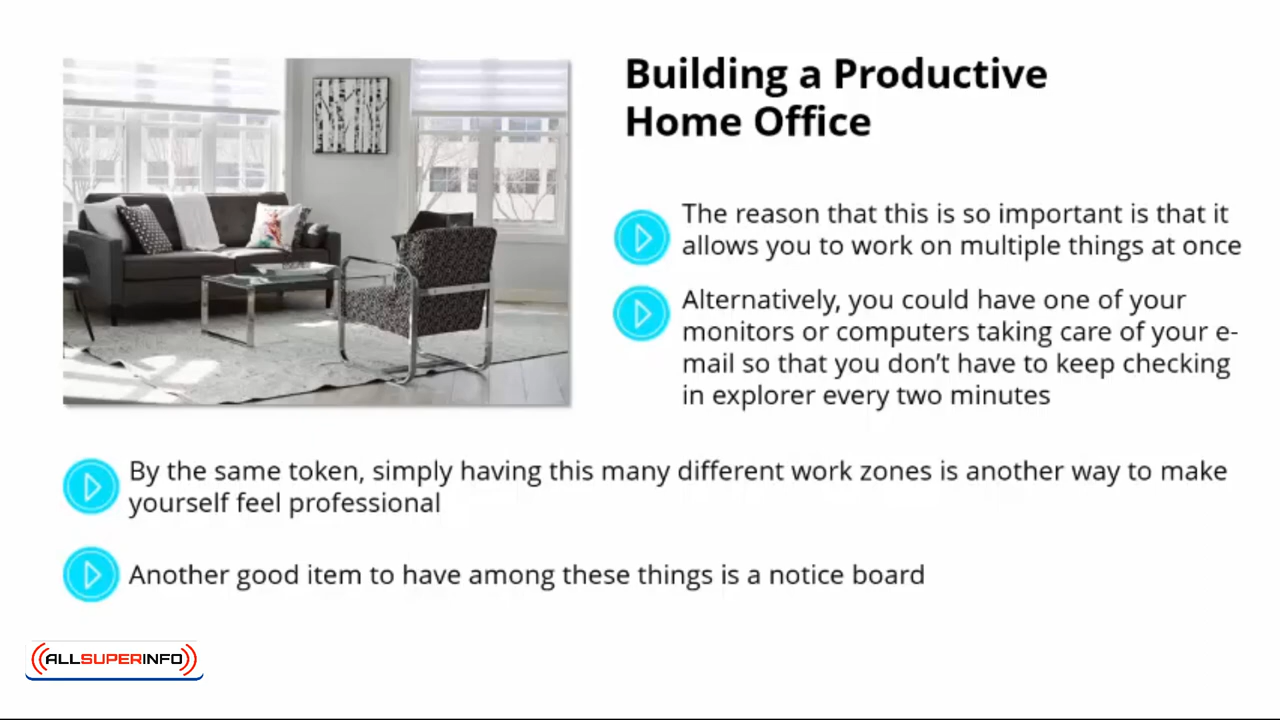 Building a Productive
Home Office
The reason that this is so important is that it
allows you to work on multiple things at once
Alternatively, you could have one of your
monitors or computers taking care of your e-
mail so that you don’t have to keep checking
in explorer every two minutes
By the same token, simply having this many different work zones is another way to make
yourself feel professional
Another good item to have among these things is a notice board
ALLSUPERINFO